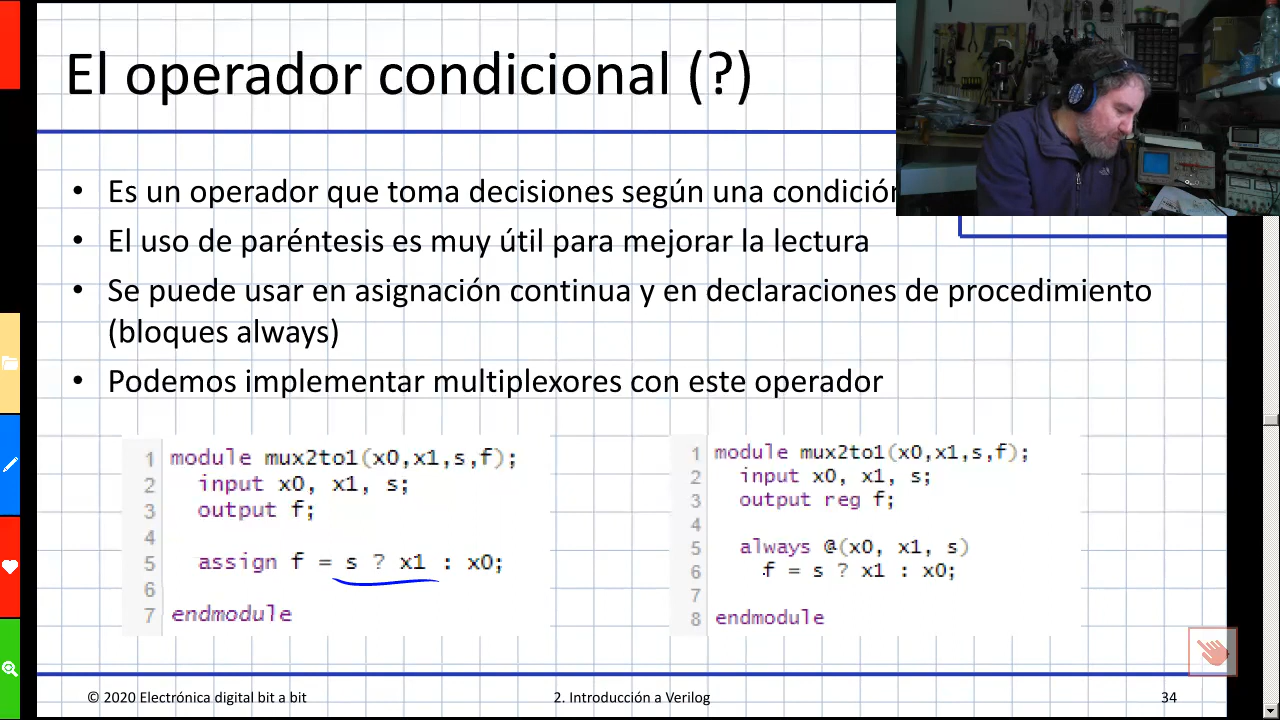 El operador condicional (?)
• Es un operador que toma decisiones según una condición
• El uso de paréntesis es muy útil para mejorar la lectura
• Se puede usar en asignación continua y en declaraciones de procedimiento
(bloques always)
• Podemos implementar multiplexores con este operador
1 module mux2to1(x0,x1,s,f);
2 input x0, x1, s;
3 output f;
4
5 assign f = s ? x1 : x0;
6
7 endmodule
1 module mux2to1(x0,x1,s,f);
2 input x0, x1, s;
3 output reg f;
4
5 always @(x0, x1, s)
6 f = s ? x1 : x0;
7
8 endmodule
© 2020 Electrónica digital bit a bit
2. Introducción a Verilog
34